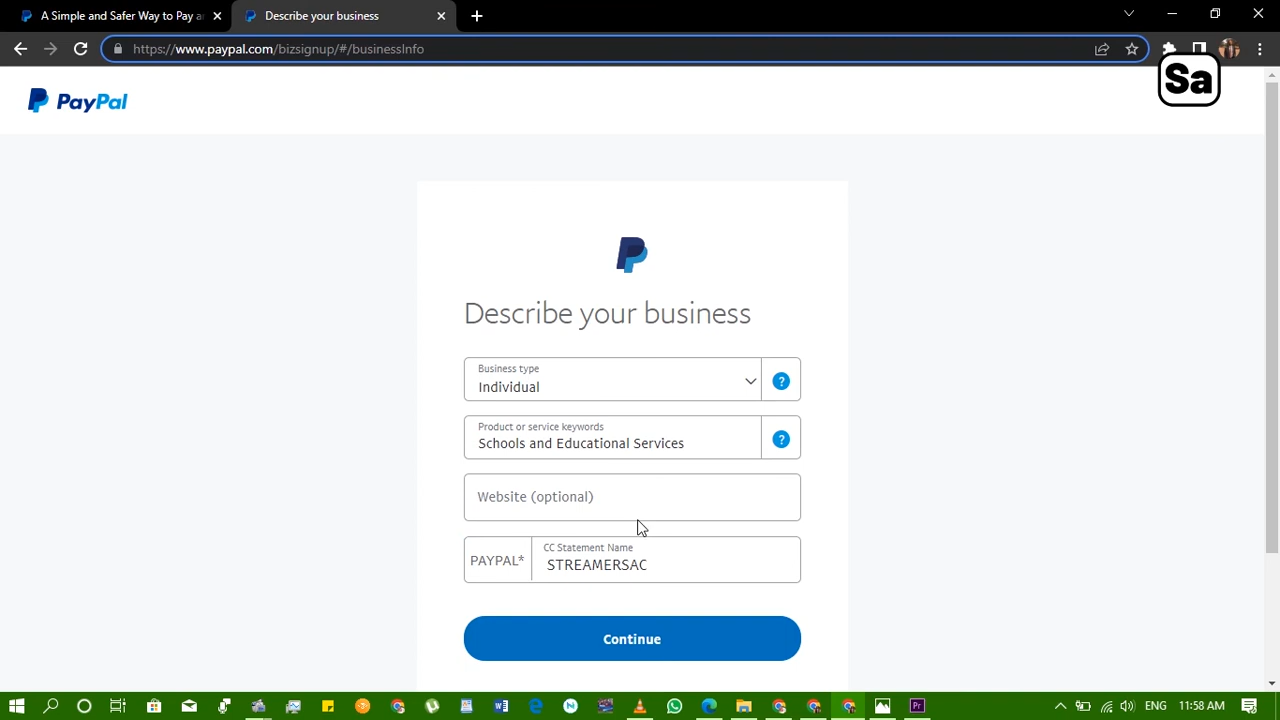 A Simple and Safer Way to Pay a
Describe your business
https://www.paypal.com/bizsignup/#/businessInfo
Sa
PayPal
Describe your business
Business type
Individual
?
Product or service keywords
Schools and Educational Services
?
Website (optional)
PAYPAL*
CC Statement Name
STREAMERSAC
Continue
W
N
Pr
ENG
11:58 AM